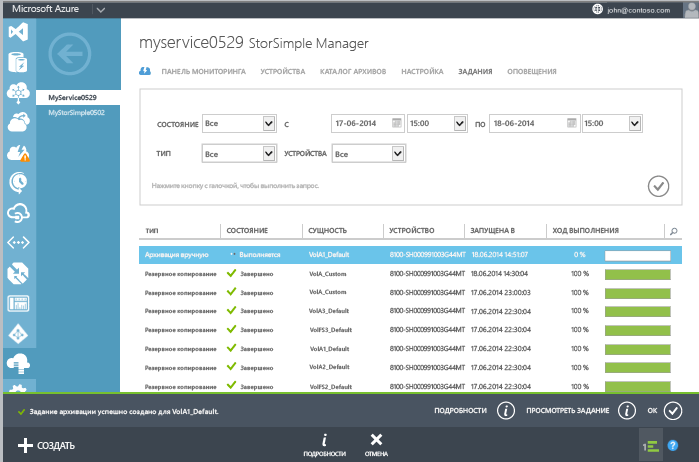 Microsoft Azure
john@contoso.com
myservice0529 StorSimple Manager
MyService0529
MyStorSimple0502
ПАНЕЛЬ МОНИТОРИНГА УСТРОЙСТВА КАТАЛОГ АРХИВОВ НАСТРОЙКА ЗАДАНИЯ ОПОВЕЩЕНИЯ
СОСТОЯНИЕ Все С 17-06-2014 15:00 ПО 18-06-2014 15:00
ТИП Все УСТРОЙСТВА Все
Нажмите кнопку с галочкой, чтобы выполнить запрос.
ТИП СОСТОЯНИЕ СУЩНОСТЬ УСТРОЙСТВО ЗАПУЩЕНА В ХОД ВЫПОЛНЕНИЯ
Архивация вручную Выполняется VolA1_Default 8100-SH000991003G44MT 18.06.2014 14:51:07 0 %
Резервное копирование Завершено VolA_Custom 8100-SH000991003G44MT 18.06.2014 14:30:04 100 %
Резервное копирование Завершено VolA_Custom 8100-SH000991003G44MT 17.06.2014 23:00:03 100 %
Резервное копирование Завершено VolA3_Default 8100-SH000991003G44MT 17.06.2014 22:30:04 100 %
Резервное копирование Завершено VolFS3_Default 8100-SH000991003G44MT 17.06.2014 22:30:04 100 %
Резервное копирование Завершено VolA1_Default 8100-SH000991003G44MT 17.06.2014 22:30:04 100 %
Резервное копирование Завершено VolA2_Default 8100-SH000991003G44MT 17.06.2014 22:30:04 100 %
Резервное копирование Завершено VolFS2_Default 8100-SH000991003G44MT 17.06.2014 22:30:04 100 %
Задание архивации успешно создано для VolA1_Default. ПОДРОБНОСТИ ПРОСМОТРЕТЬ ЗАДАНИЕ ОК
СОЗДАТЬ ПОДРОБНОСТИ ОТМЕНА 1 ?